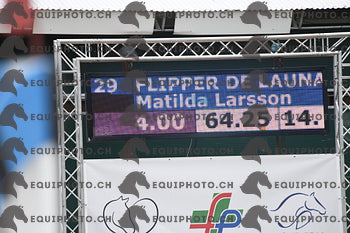 EQUIPHOTO.CH
29 FLIPPER DE LAUNA
Matilda Larsson
4.00 64.25 14.